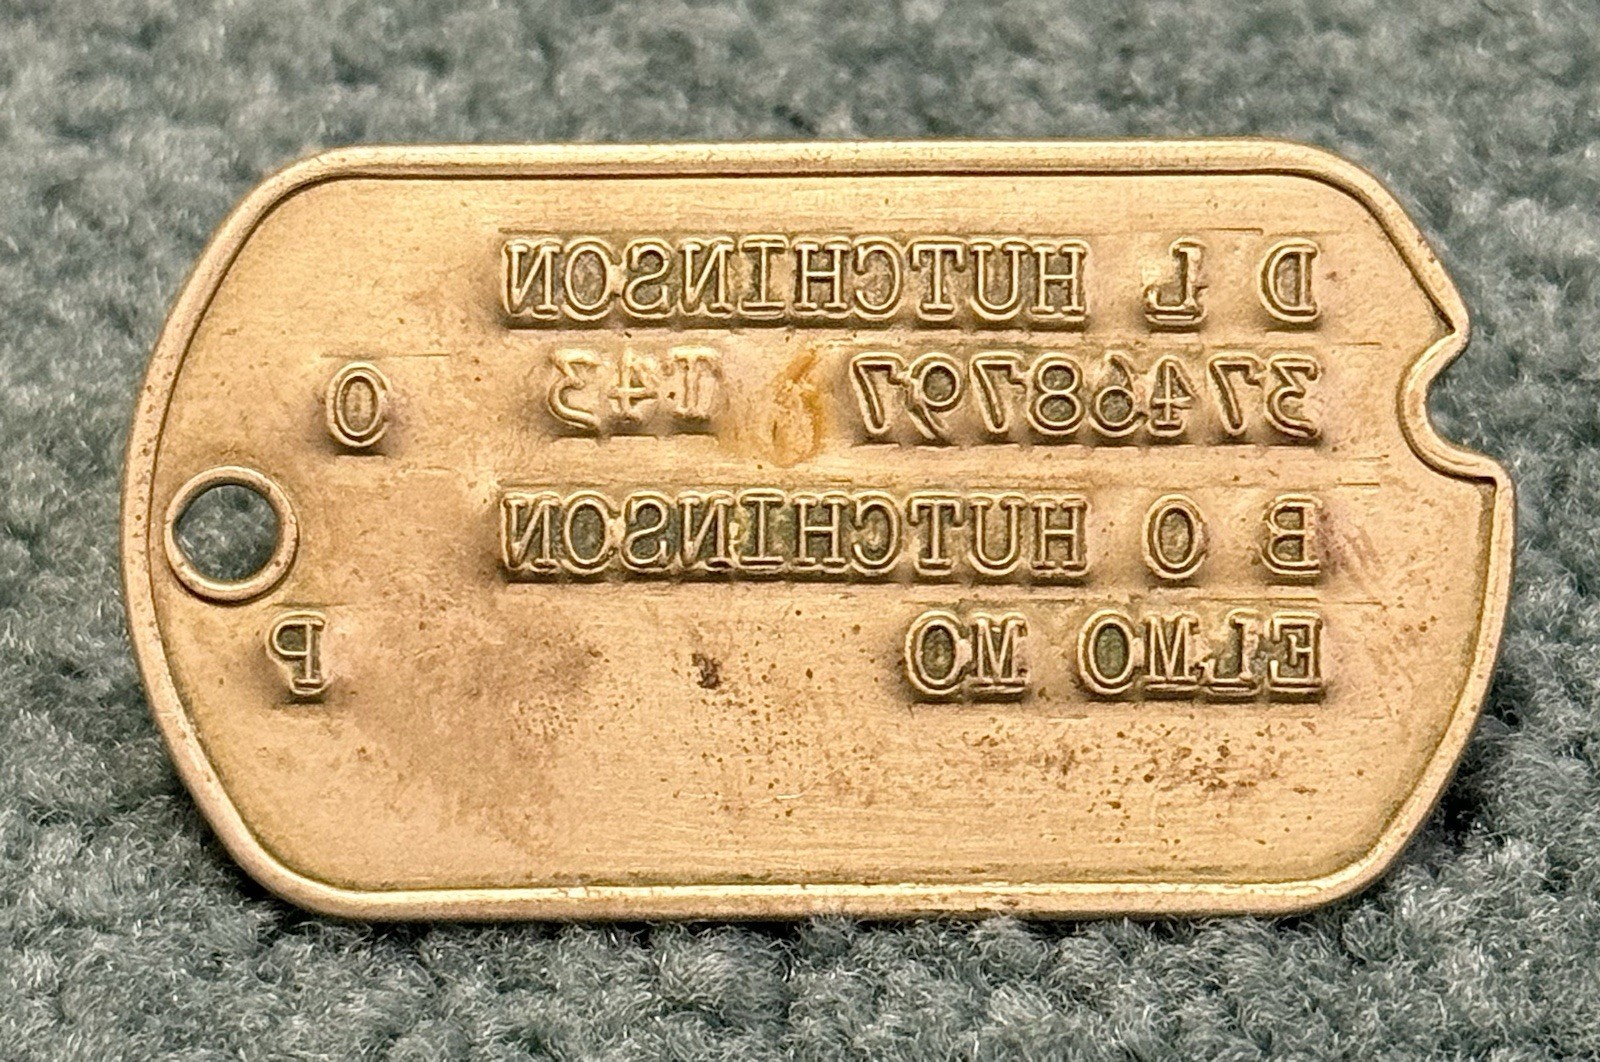 D L HUTCHINSON
37468797 T43 O
B O HUTCHINSON
ELMO MO
P